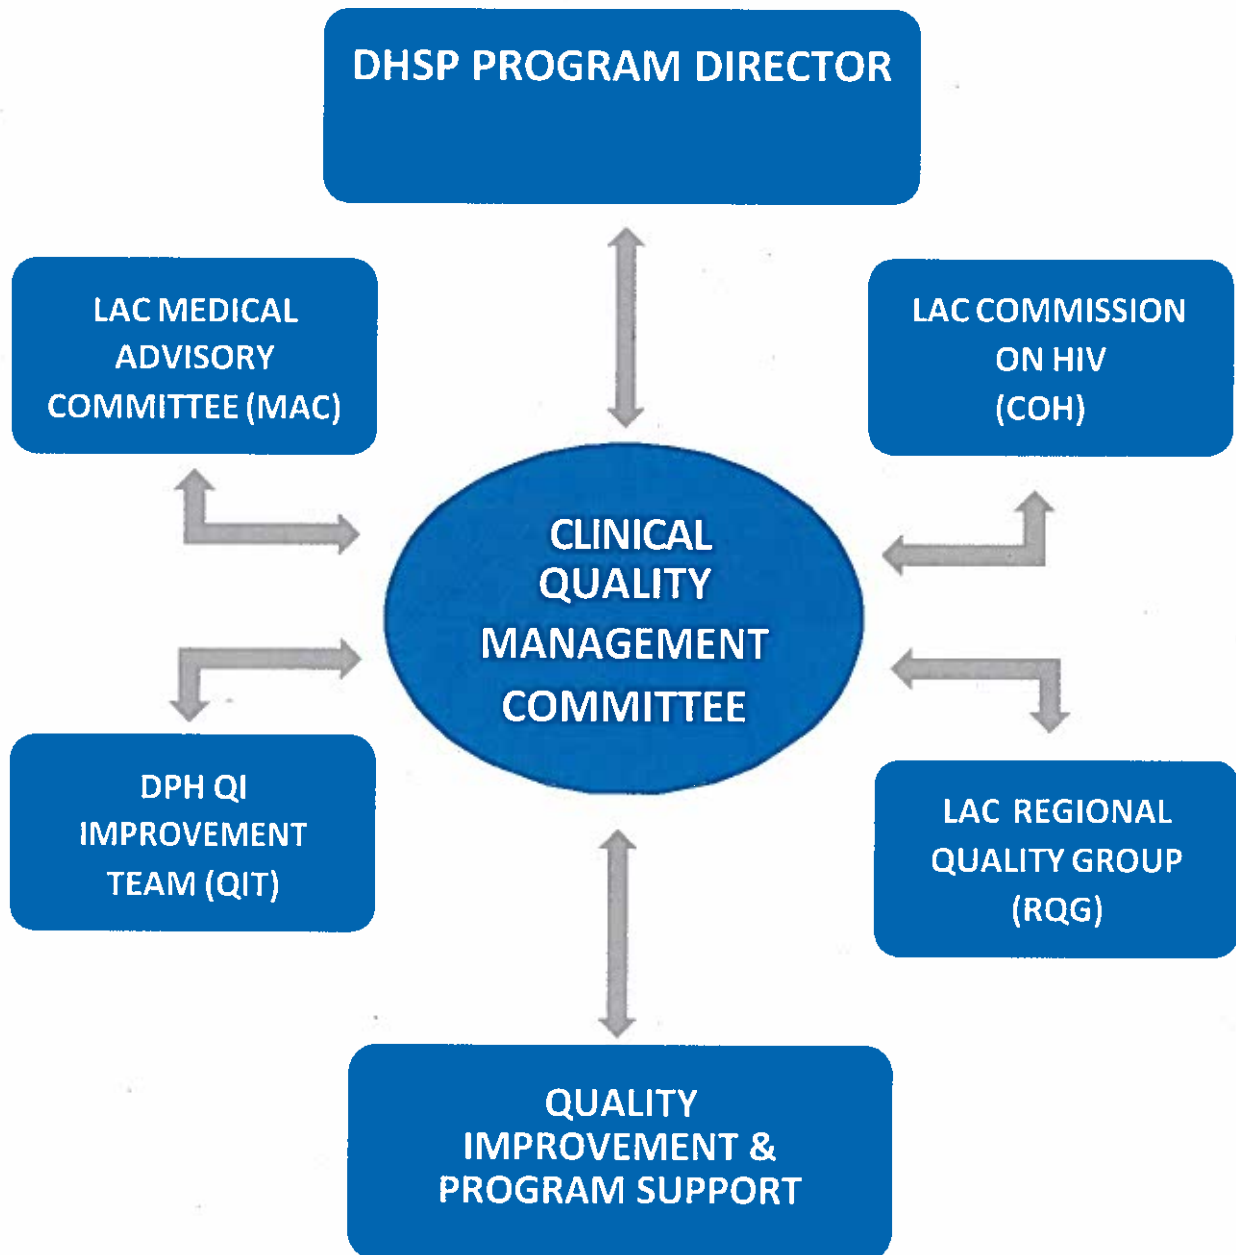 DHSP PROGRAM DIRECTOR
LAC MEDICAL
ADVISORY
COMMITTEE (MAC)
LAC COMMISSION
ON HIV
(COH)
CLINICAL
QUALITY
MANAGEMENT
COMMITTEE
DPH QI
IMPROVEMENT
TEAM (QIT)
LAC REGIONAL
QUALITY GROUP
(RQG)
QUALITY
IMPROVEMENT &
PROGRAM SUPPORT